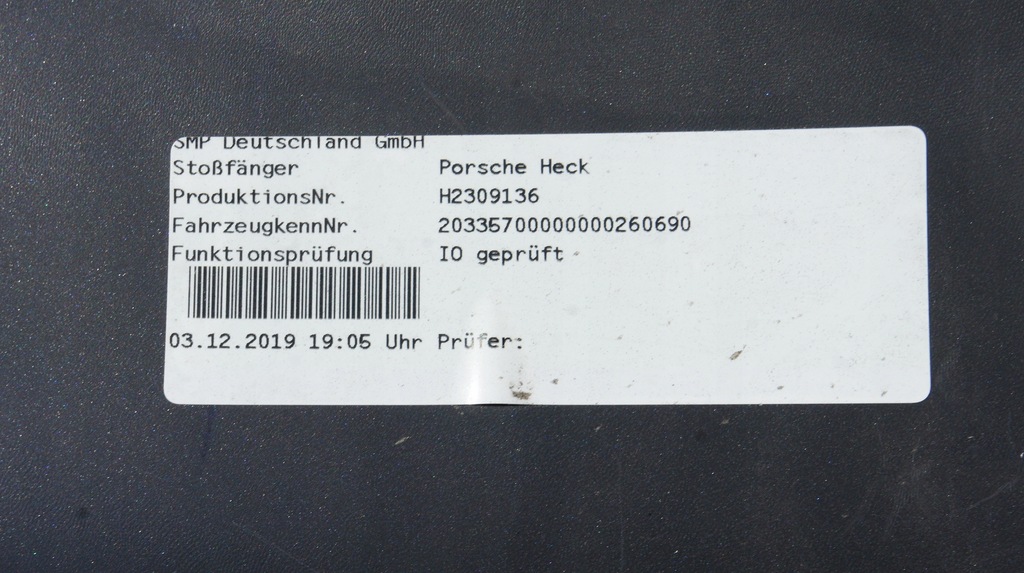 SMP Deutschland GmbH
Stoßfänger Porsche Heck
ProduktionsNr. H2309136
FahrzeugkennNr. 20335700000000260690
Funktionsprüfung IO geprüft
03.12.2019 19:05 Uhr Prüfer: